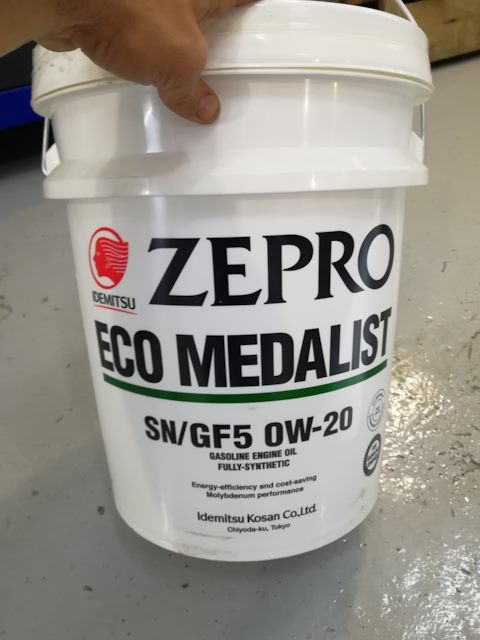 IDEMITSU
ZEPRO
ECO MEDALIST
SN/GF5 0W-20
GASOLINE ENGINE OIL
FULLY-SYNTHETIC
Energy-efficiency and cost-saving
Molybdenum performance
Idemitsu Kosan Co.,Ltd.
Chiyoda-ku, Tokyo